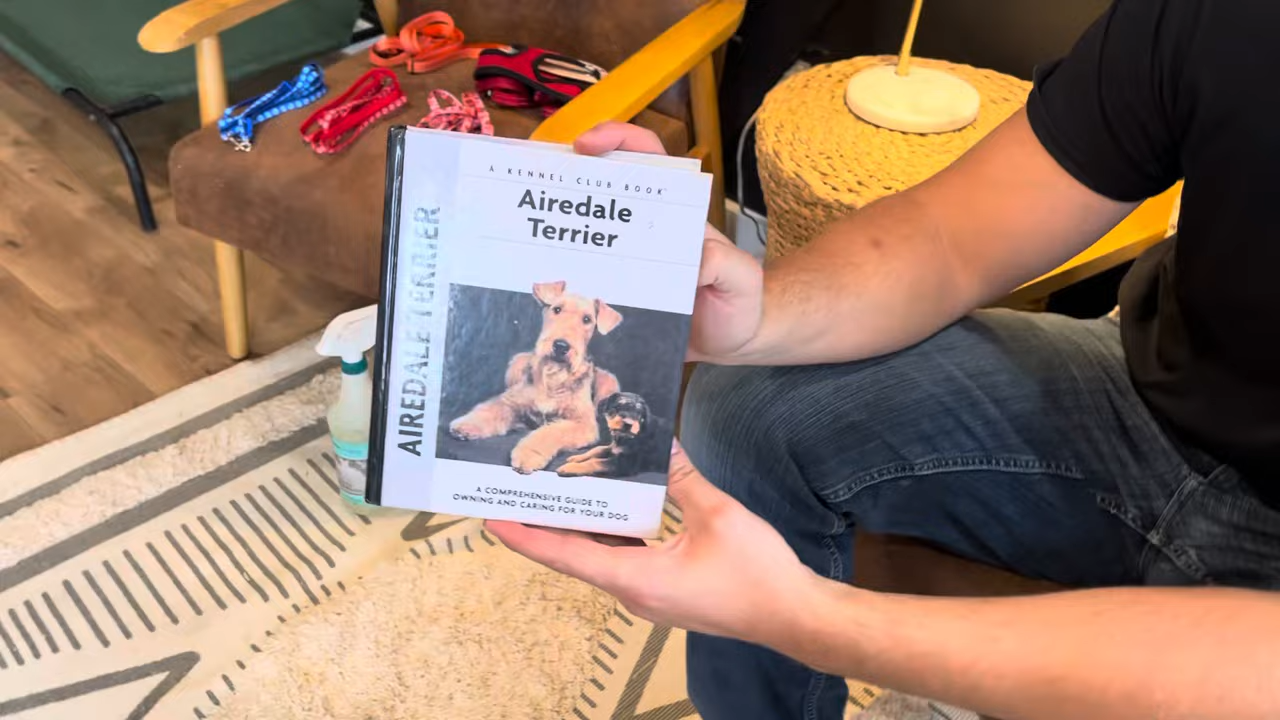 A KENNEL CLUB BOOK
Airedale
Terrier
AIREDALE TERRIER
A COMPREHENSIVE GUIDE TO
OWNING AND CARING FOR YOUR DOG